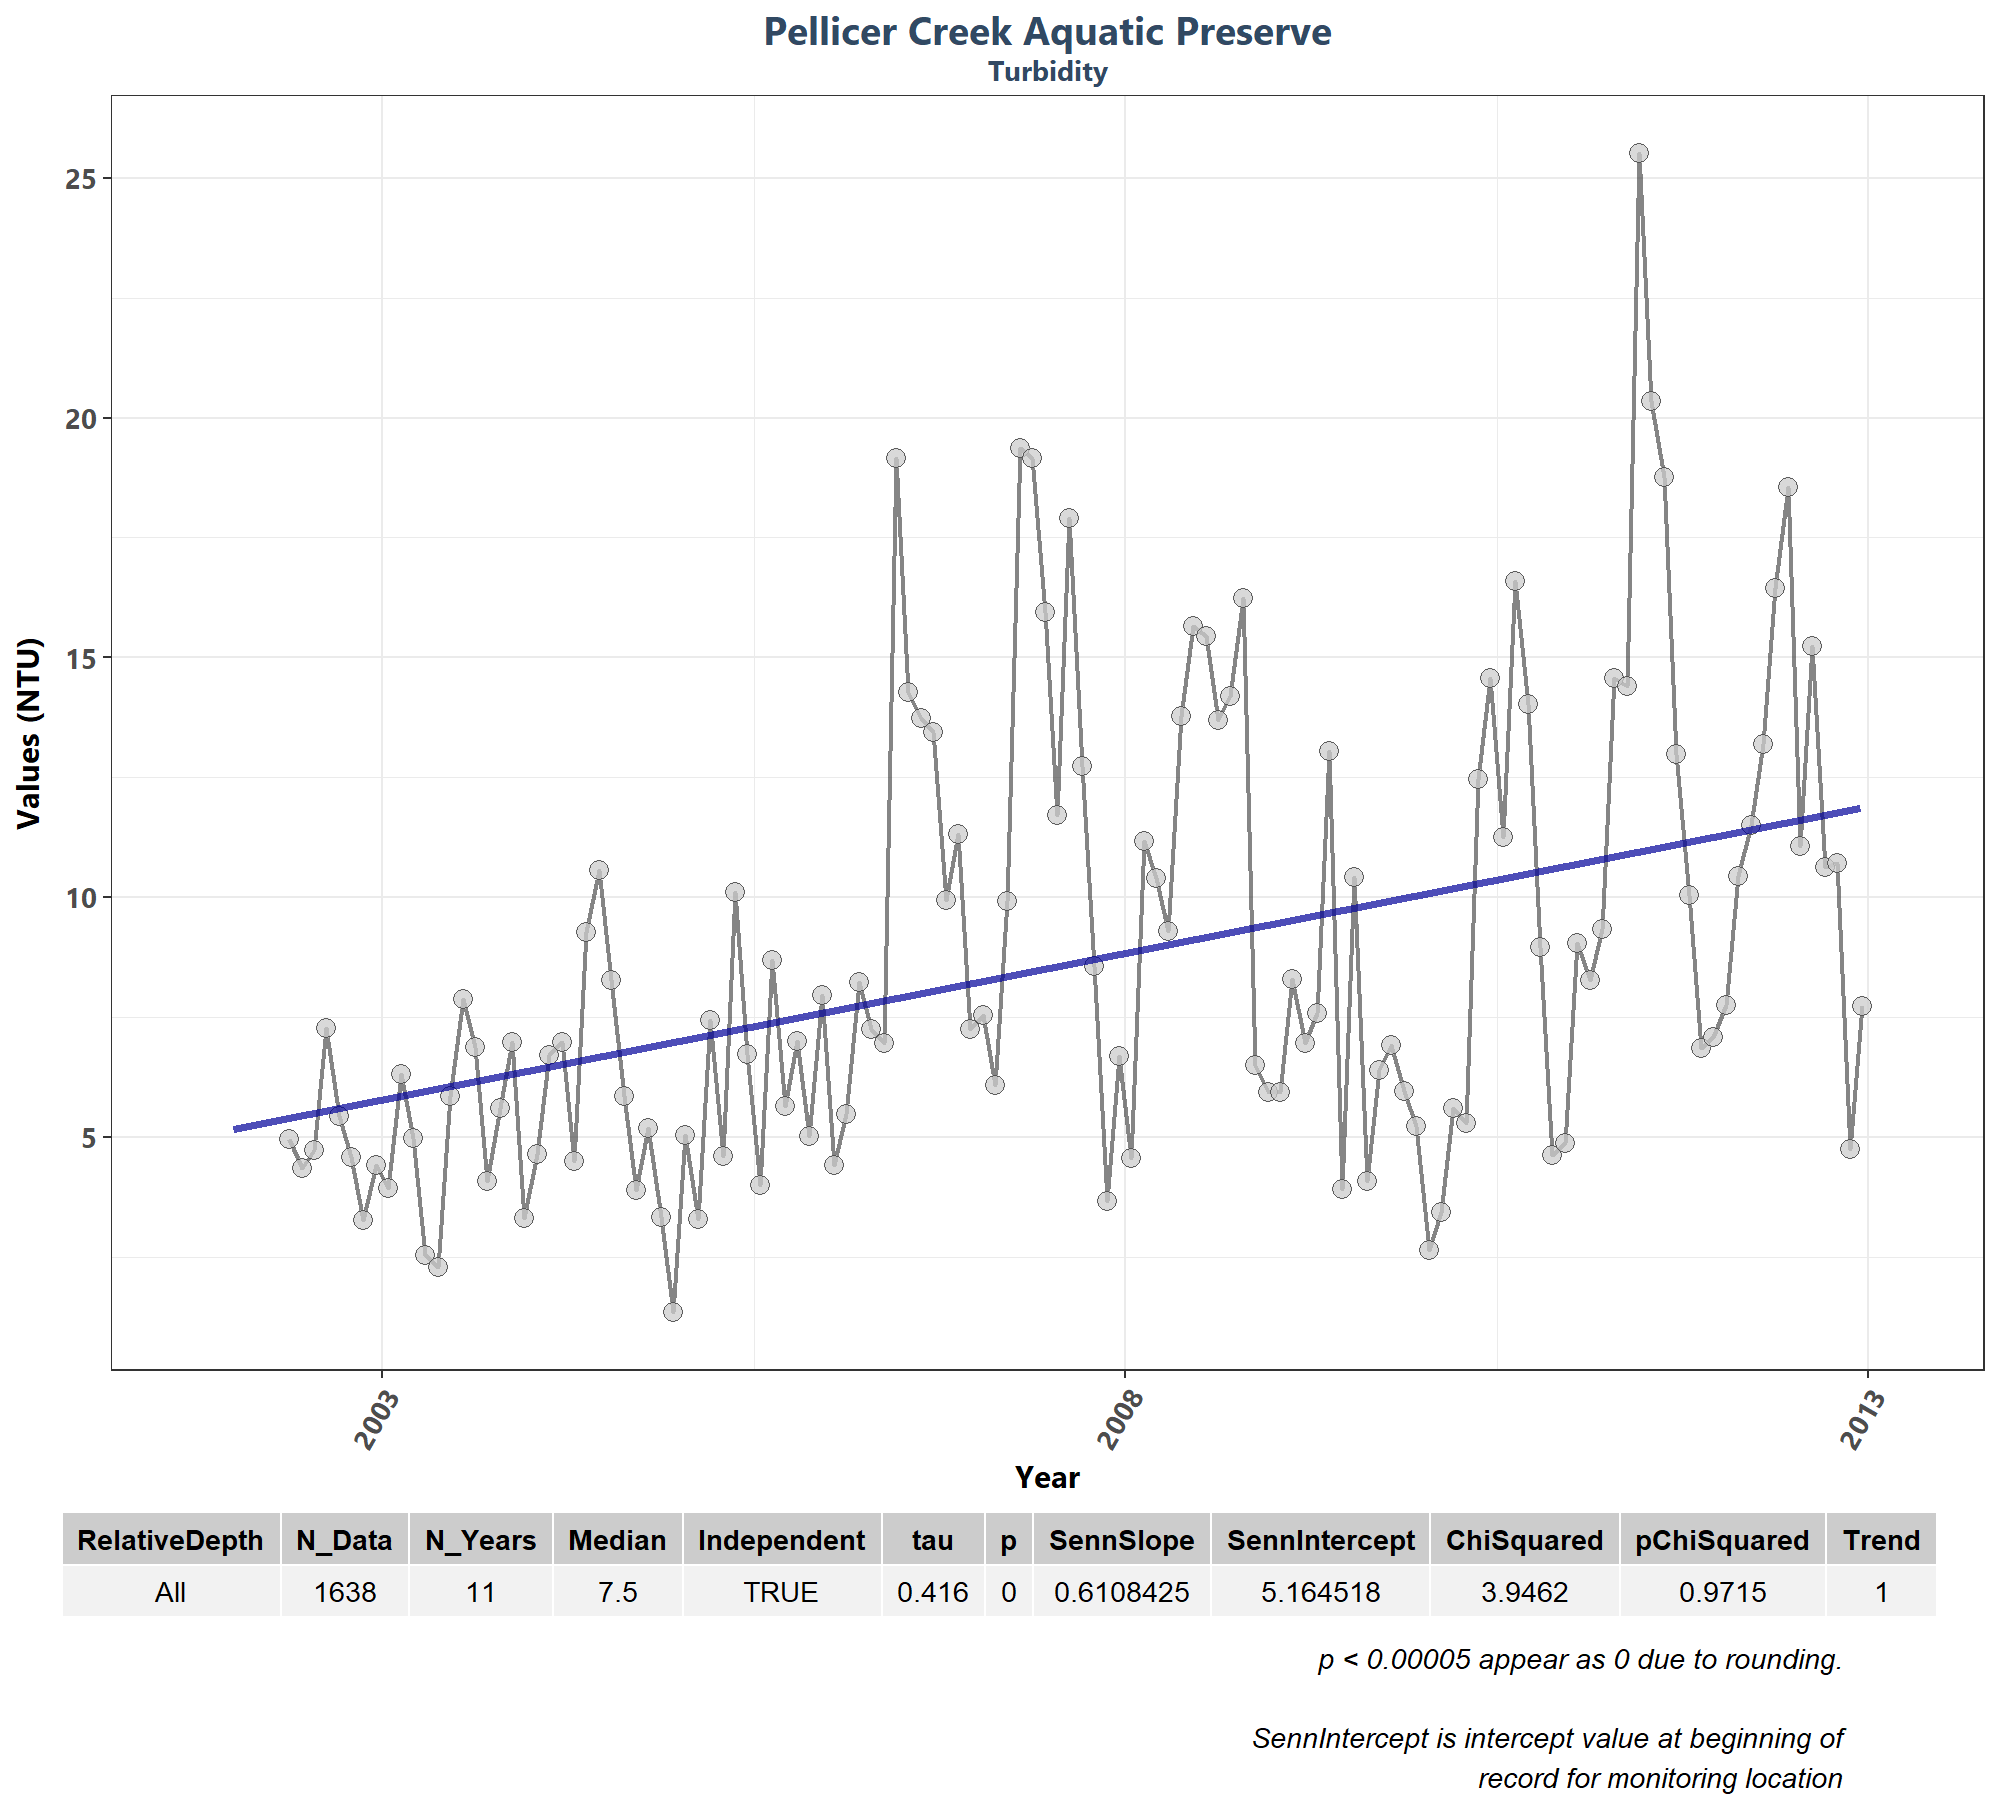 Pellicer Creek Aquatic Preserve
Turbidity
Values (NTU)
25
20
15
10
5
2003 2008 2013
Year
RelativeDepth N_Data N_Years Median Independent tau p SennSlope SennIntercept ChiSquared pChiSquared Trend
All 1638 11 7.5 TRUE 0.416 0 0.6108425 5.164518 3.9462 0.9715 1
p < 0.00005 appear as 0 due to rounding.
SennIntercept is intercept value at beginning of
record for monitoring location